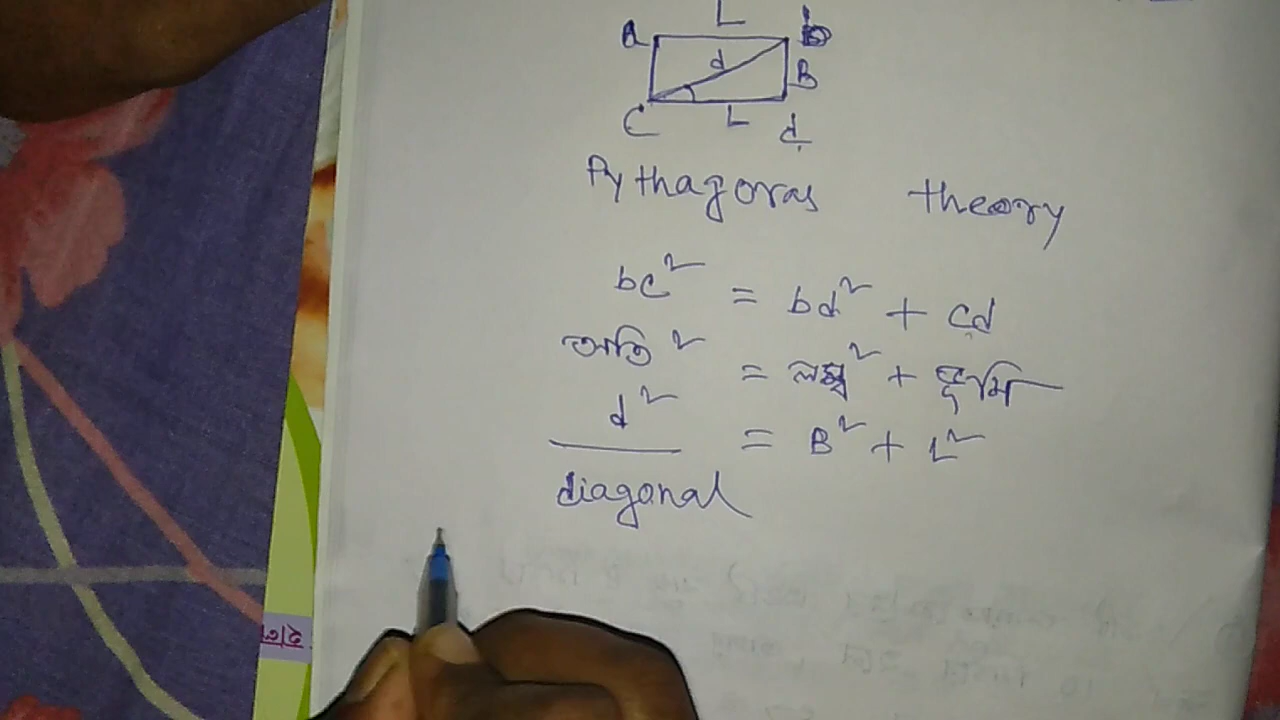 L
a b
d B
C L d
Pythagoras theory
bc² = bd² + cd
অতি² = লম্ব² + ভূমি
d² = B² + L²
diagonal